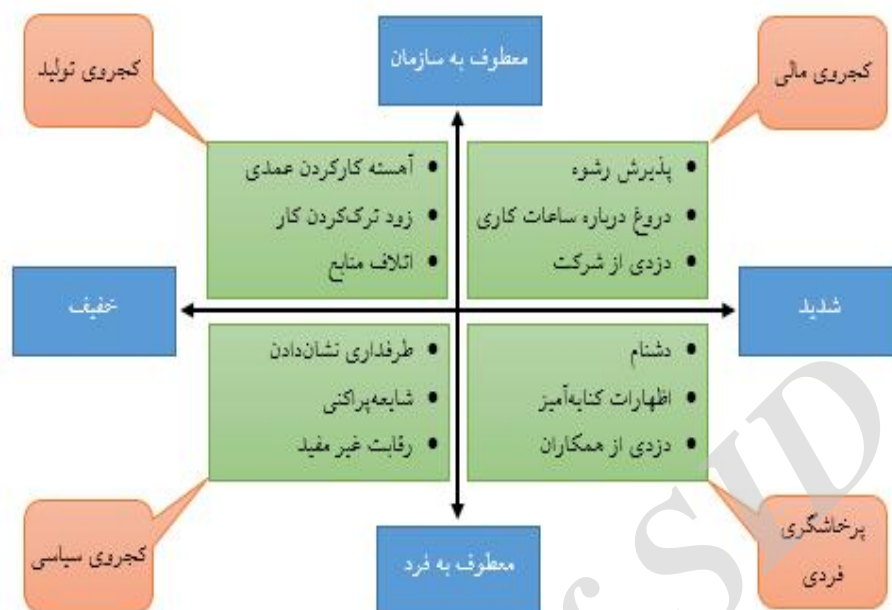 معطوف به سازمان
کجروی مالی
کجروی تولید
پذیرش رشوه
دروغ درباره ساعات کاری
دزدی از شرکت
آهسته کارکردن عمدی
زود ترک‌کردن کار
اتلاف منابع
شدید
خفیف
دشنام
اظهارات کنایه‌آمیز
دزدی از همکاران
طرفداری نشان‌دادن
شایعه‌پراکنی
رقابت غیر مفید
پرخاشگری
فردی
معطوف به فرد
کجروی سیاسی
of SID